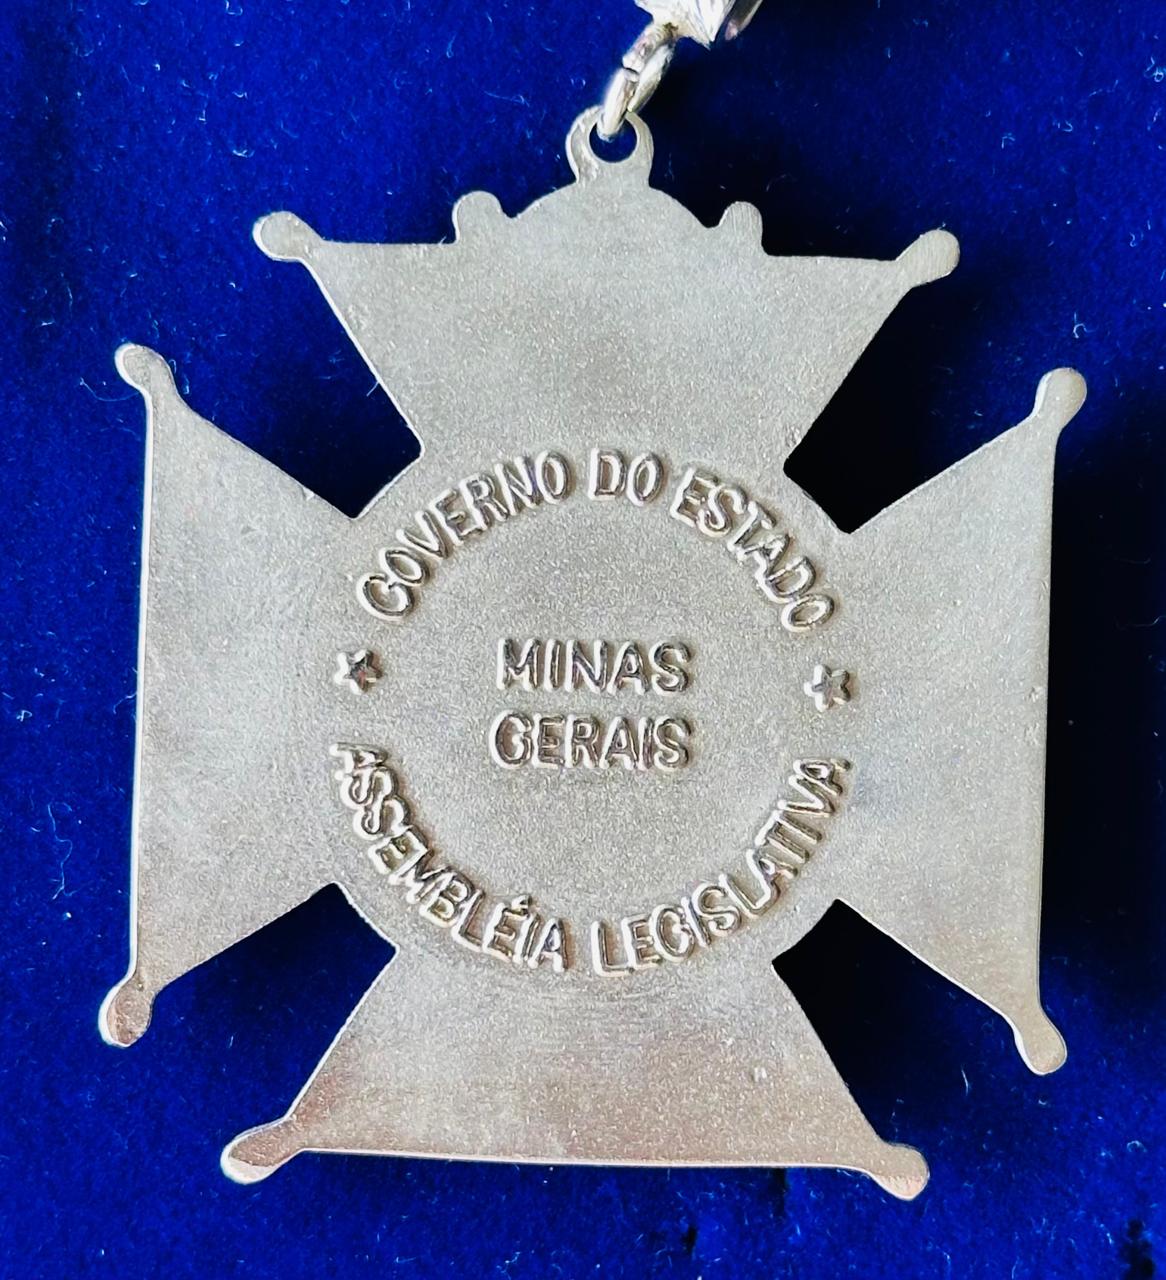 GOVERNO DO ESTADO
MINAS
GERAIS
ASSEMBLÉIA LEGISLATIVA